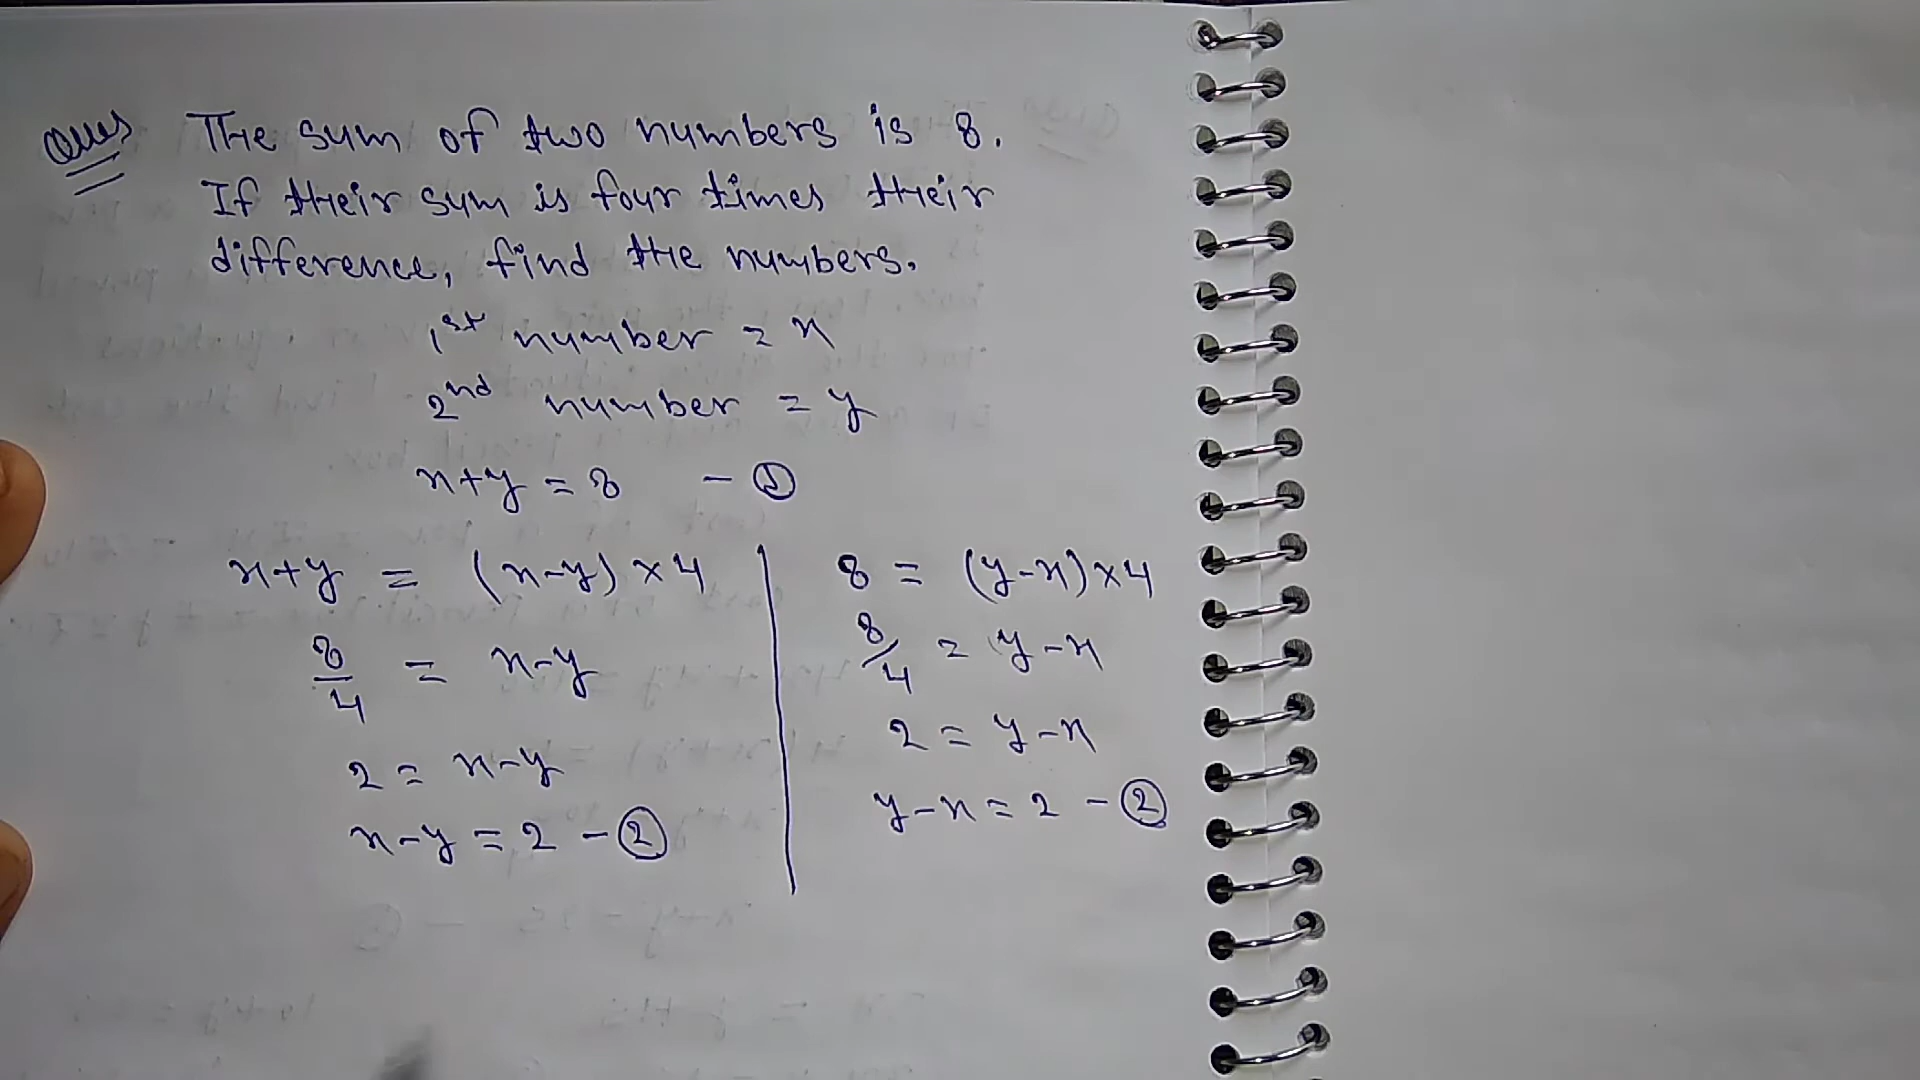 Ques The sum of two numbers is 8.
If their sum is four times their
difference, find the numbers.
1st number = x
2nd number = y
x+y = 8 - ①
x+y = (x-y) × 4
8/4 = x-y
2 = x-y
x-y = 2 - ②
8 = (y-x) × 4
8/4 = y-x
2 = y-x
y-x = 2 - ②